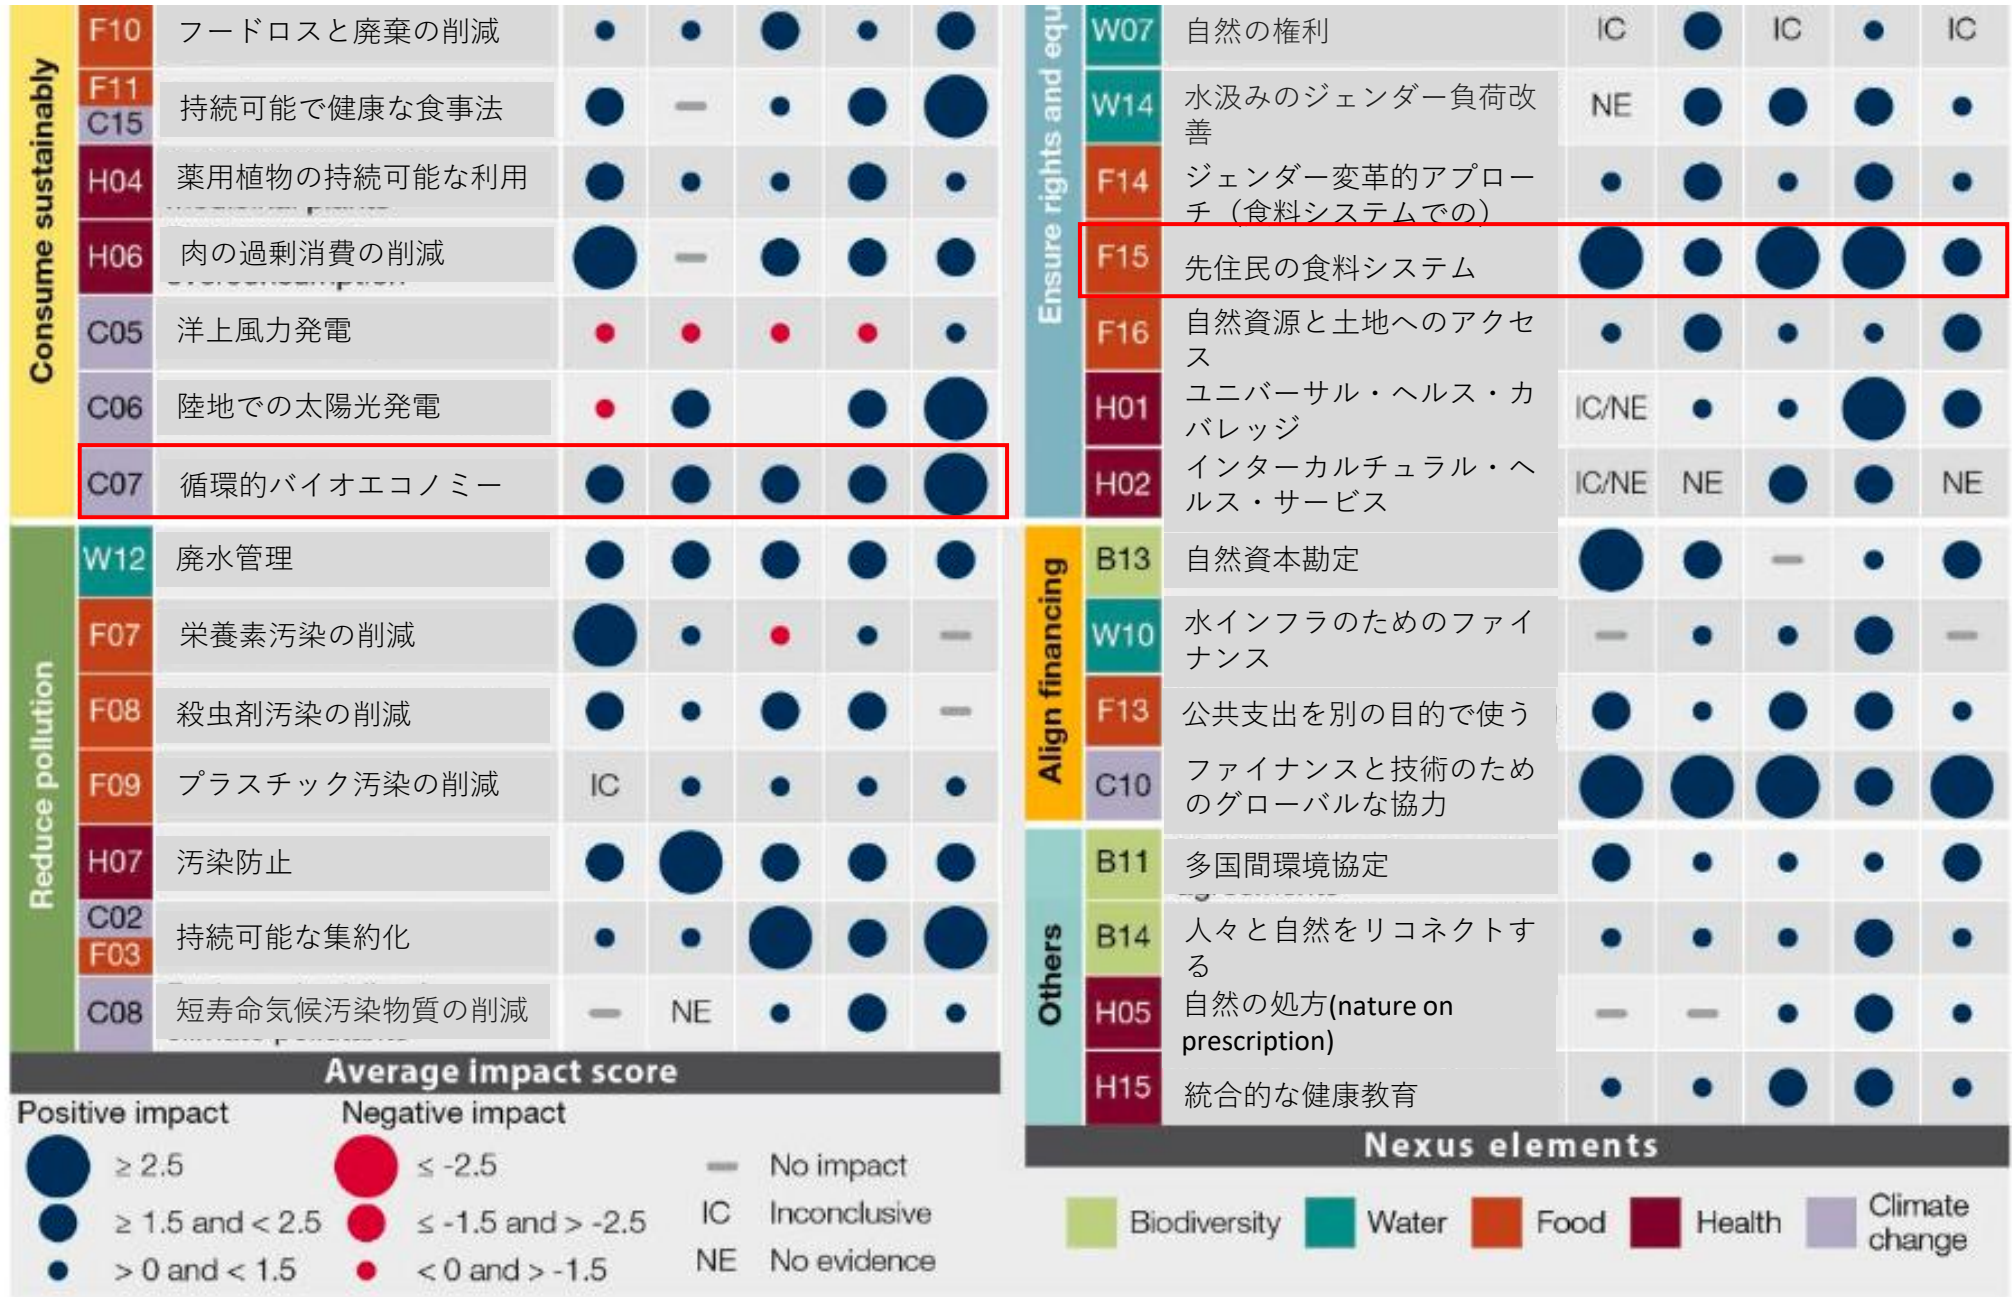 Consume sustainably
F10 フードロスと廃棄の削減
F11
C15
持続可能で健康な食事法
H04 薬用植物の持続可能な利用
H06 肉の過剰消費の削減
C05 洋上風力発電
C06 陸地での太陽光発電
C07 循環的バイオエコノミー
Reduce pollution
W12 廃水管理
F07 栄養素汚染の削減
F08 殺虫剤汚染の削減
F09 プラスチック汚染の削減 IC
H07 汚染防止
C02
F03
持続可能な集約化
C08 短寿命気候汚染物質の削減 NE
Average impact score
Positive impact
≥ 2.5
≥ 1.5 and < 2.5
> 0 and < 1.5
Negative impact
≤ -2.5
≤ -1.5 and > -2.5
< 0 and > -1.5
No impact
IC Inconclusive
NE No evidence
Ensure rights and equ
W07 自然の権利 IC IC IC
W14 水汲みのジェンダー負荷改
善
NE
F14 ジェンダー変革的アプロー
チ（食料システムでの）
F15 先住民の食料システム
F16 自然資源と土地へのアクセ
ス
H01 ユニバーサル・ヘルス・カ
バレッジ
IC/NE
H02 インターカルチュラル・ヘ
ルス・サービス
IC/NE NE NE
Align financing
B13 自然資本勘定
W10 水インフラのためのファイ
ナンス
F13 公共支出を別の目的で使う
C10 ファイナンスと技術のため
のグローバルな協力
Others
B11 多国間環境協定
B14 人々と自然をリコネクトす
る
H05 自然の処方(nature on
prescription)
H15 統合的な健康教育
Nexus elements
Biodiversity
Water
Food
Health
Climate
change